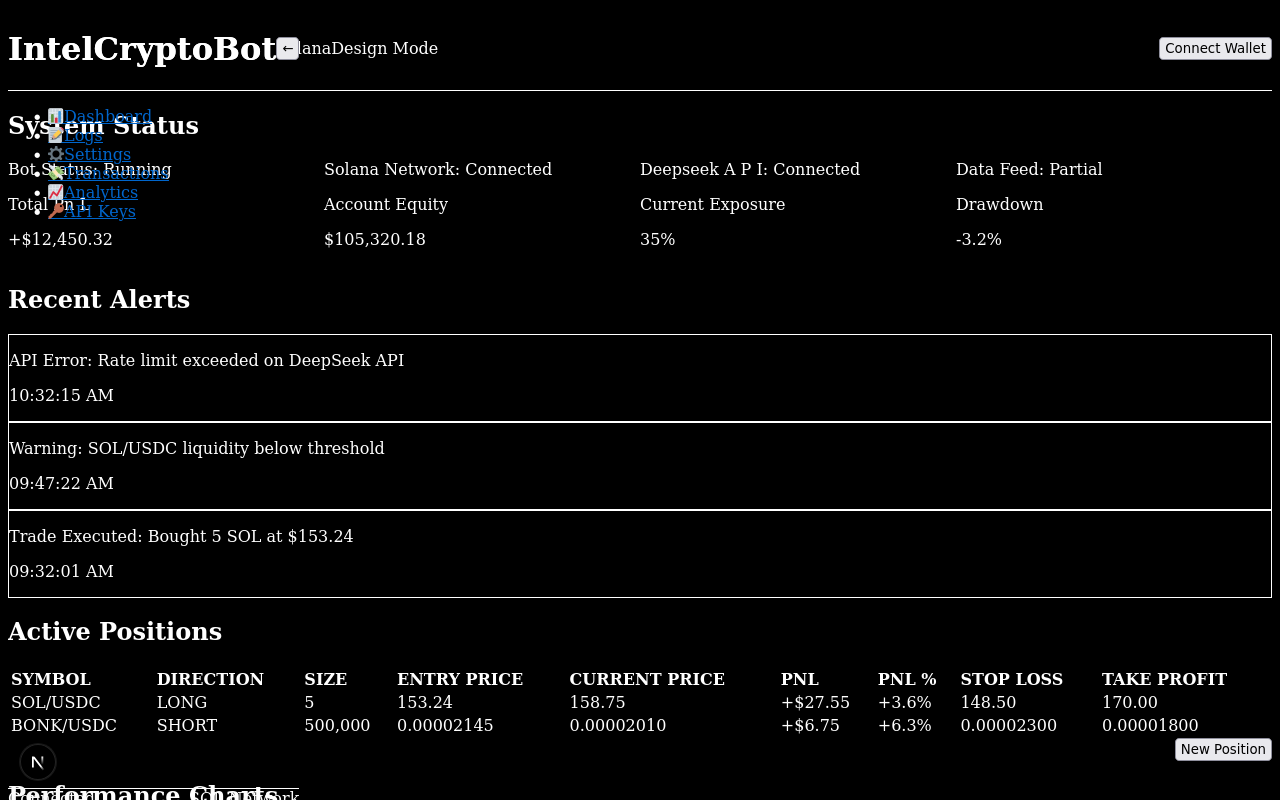 IntelCryptoBot ← lanaDesign Mode Connect Wallet
System Status
📊Dashboard
📝Logs
⚙️Settings
💸Transactions
📈Analytics
🔑API Keys
Bot Status: Running Solana Network: Connected Deepseek A P I: Connected Data Feed: Partial
Total Pn L Account Equity Current Exposure Drawdown
+$12,450.32 $105,320.18 35% -3.2%
Recent Alerts
API Error: Rate limit exceeded on DeepSeek API
10:32:15 AM
Warning: SOL/USDC liquidity below threshold
09:47:22 AM
Trade Executed: Bought 5 SOL at $153.24
09:32:01 AM
Active Positions
SYMBOL DIRECTION SIZE ENTRY PRICE CURRENT PRICE PNL PNL % STOP LOSS TAKE PROFIT
SOL/USDC LONG 5 153.24 158.75 +$27.55 +3.6% 148.50 170.00
BONK/USDC SHORT 500,000 0.00002145 0.00002010 +$6.75 +6.3% 0.00002300 0.00001800
New Position
N
Performance Charts
Connected Network